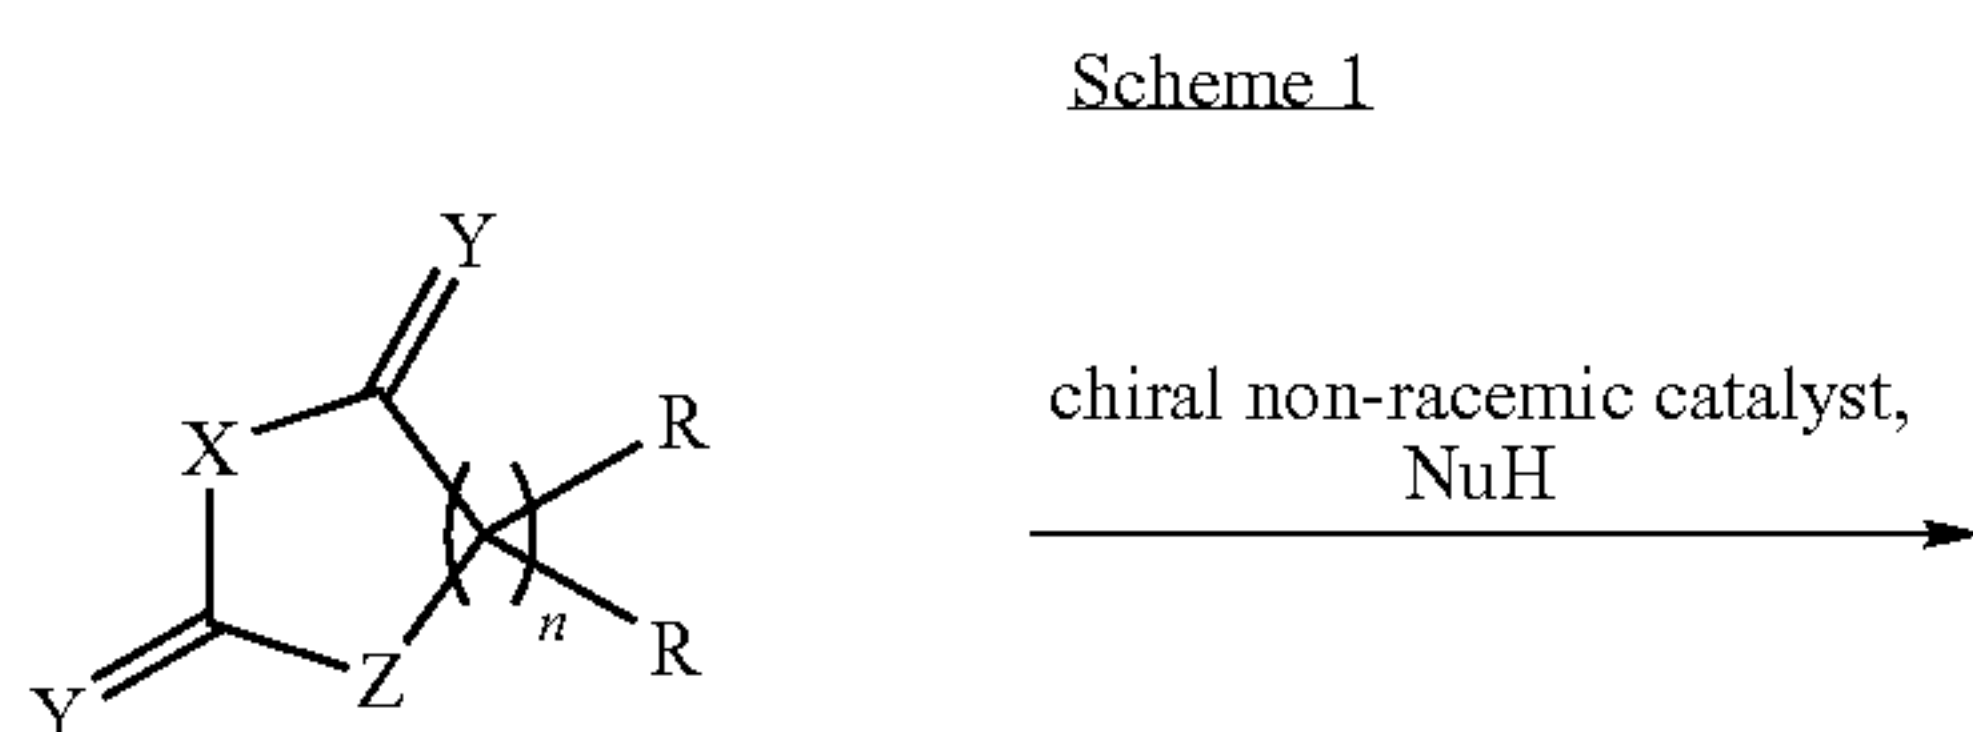 Scheme 1
Y
R
chiral non-racemic catalyst,
X
NuH
n
R
Z
Y